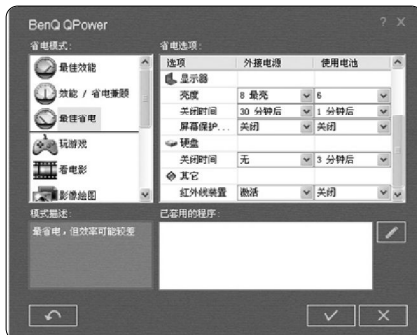 BenQ QPower
省电模式:
最佳效能
效能 / 省电兼顾
最佳省电
玩游戏
看电影
影像绘图
省电选项:
选项 外接电源 使用电池
显示器
亮度 8 最亮 6
关闭时间 30 分钟后 1 分钟后
屏幕保护... 关闭 关闭
硬盘
关闭时间 无 3 分钟后
其它
红外线装置 激活 关闭
模式描述:
最省电，但效率可能较差
已套用的程序: